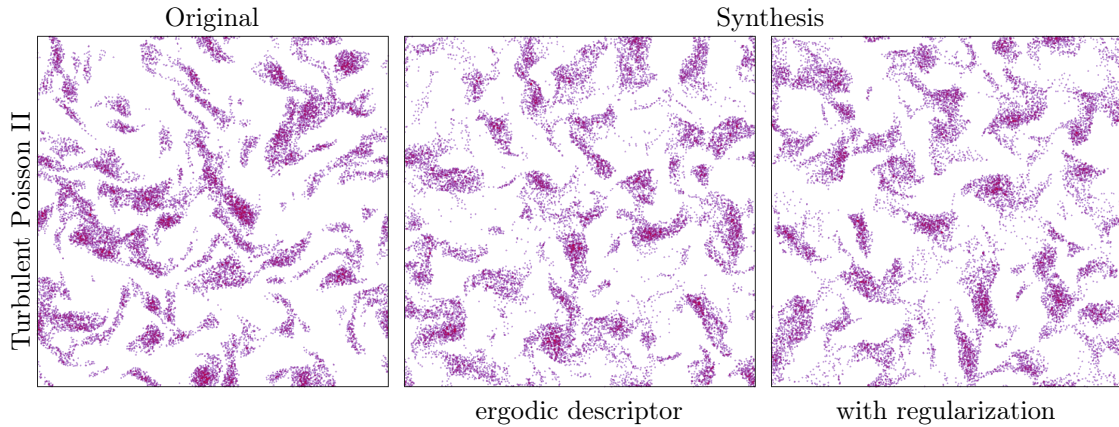 Original
Synthesis
Turbulent Poisson II
ergodic descriptor
with regularization